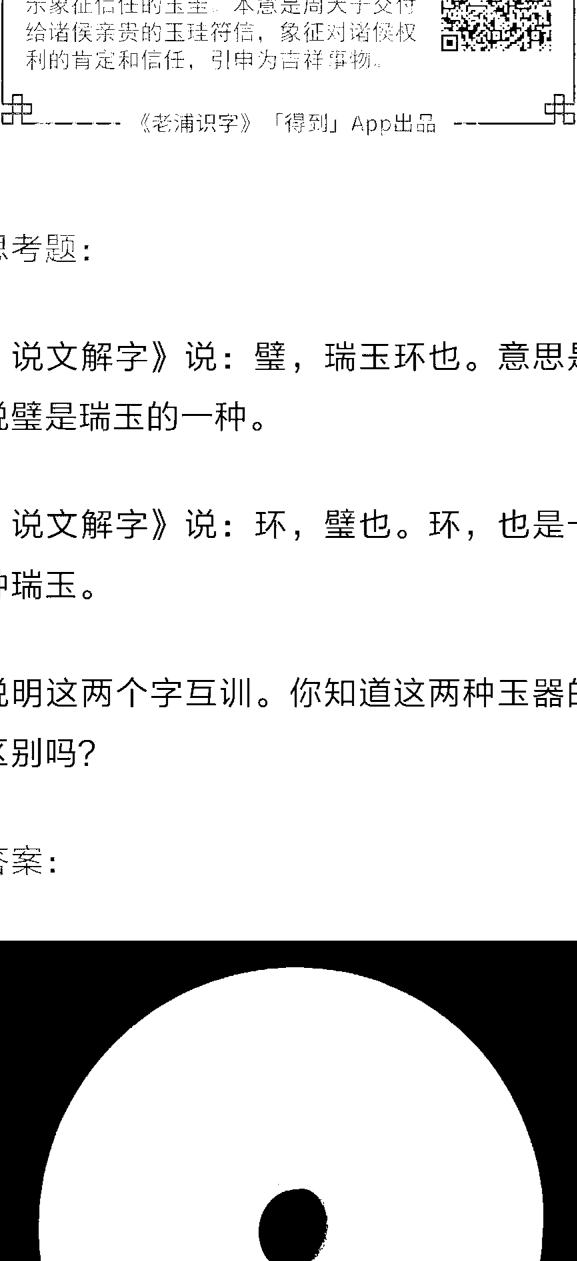 示象征信任的玉圭。本意是周天子交付
给诸侯亲贵的玉珪符信，象征对诸侯权
利的肯定和信任，引申为吉祥事物。
《老浦识字》「得到」App出品
思考题：
说文解字》说：璧，瑞玉环也。意思是
说璧是瑞玉的一种。
说文解字》说：环，璧也。环，也是一
种瑞玉。
说明这两个字互训。你知道这两种玉器的
区别吗？
答案：